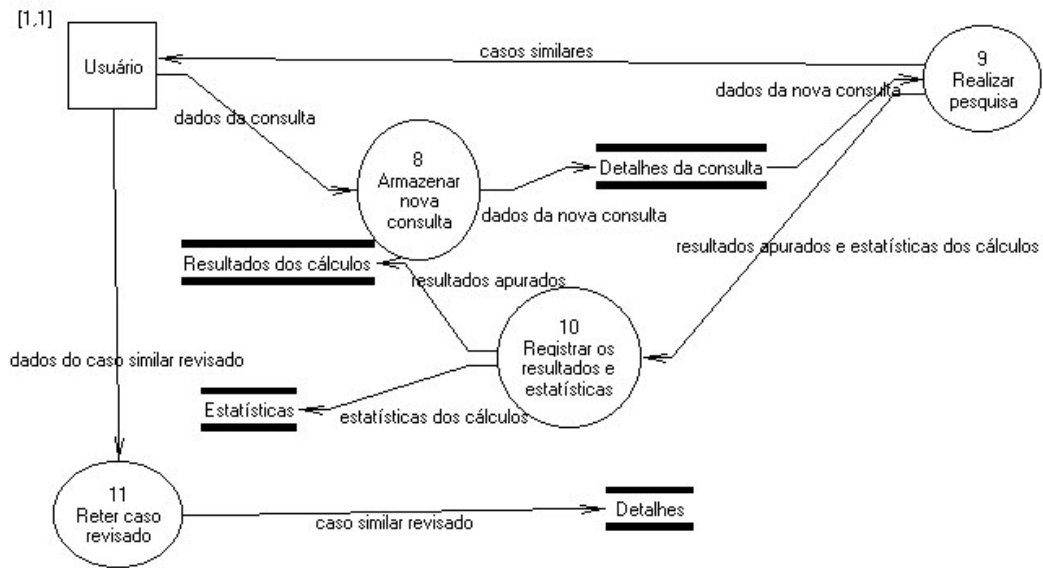 [1,1]
Usuário
casos similares
9
Realizar
pesquisa
dados da consulta
dados da nova consulta
8
Armazenar
nova
consulta
Detalhes da consulta
dados da nova consulta
resultados apurados e estatísticas dos cálculos
Resultados dos cálculos
resultados apurados
10
Registrar os
resultados e
estatísticas
dados do caso similar revisado
Estatísticas
estatísticas dos cálculos
11
Reter caso
revisado
caso similar revisado
Detalhes